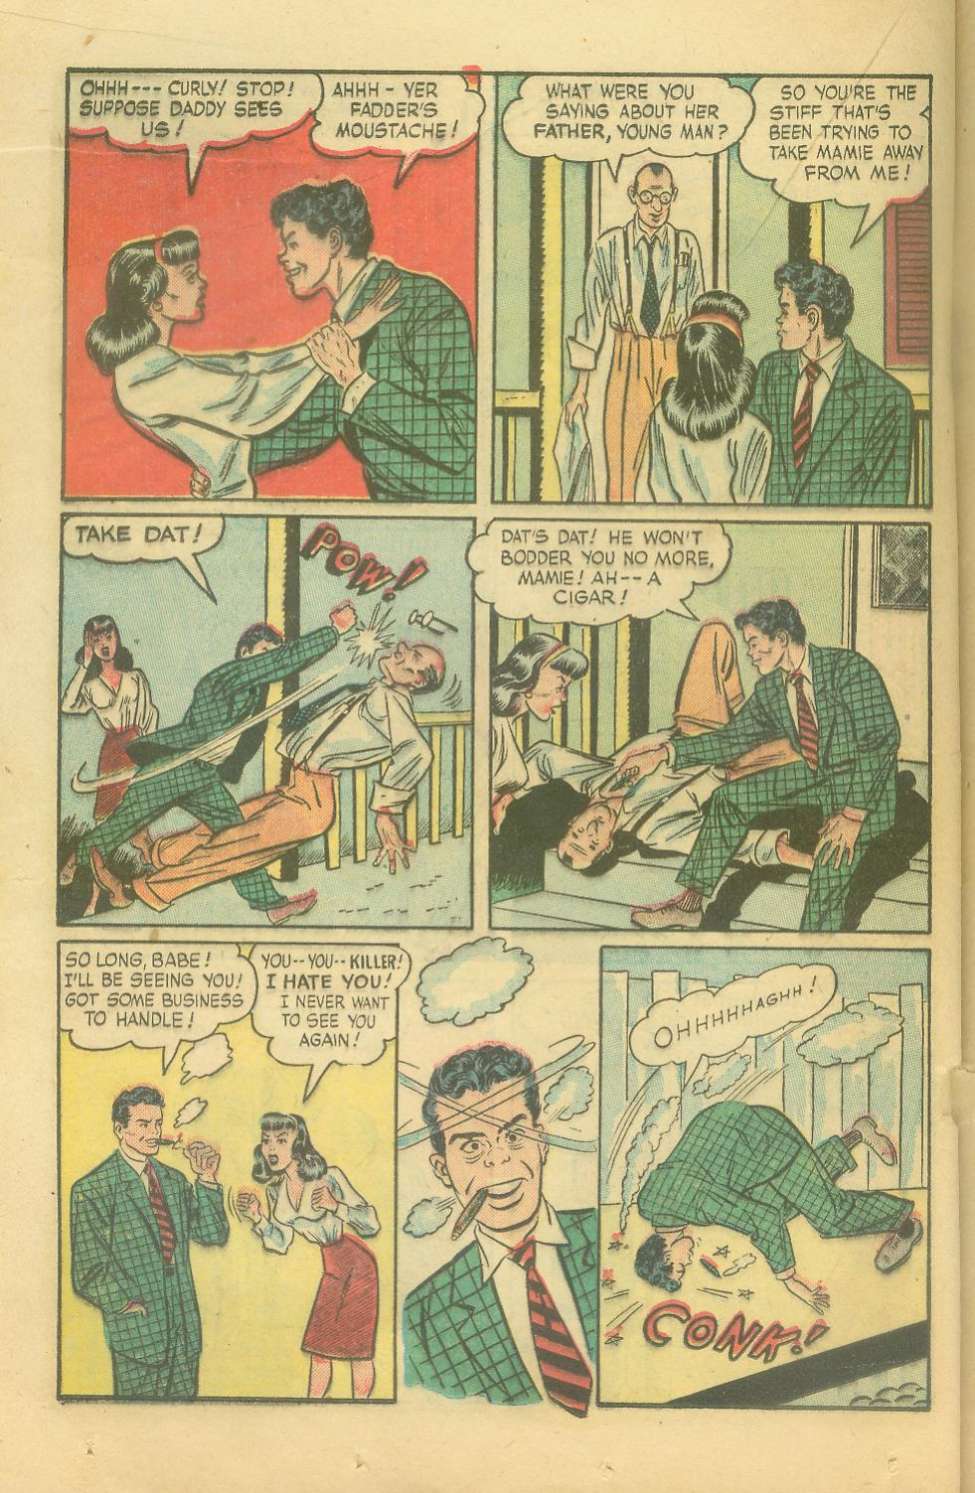 OHHH--- CURLY! STOP!
SUPPOSE DADDY SEES
US!
AHHH - YER
FADDER'S
MOUSTACHE!
WHAT WERE YOU
SAYING ABOUT HER
FATHER, YOUNG MAN?
SO YOU'RE THE
STIFF THAT'S
BEEN TRYING TO
TAKE MAMIE AWAY
FROM ME!
TAKE DAT!
POW!
DAT'S DAT! HE WON'T
BODDER YOU NO MORE,
MAMIE! AH-- A
CIGAR!
SO LONG, BABE!
I'LL BE SEEING YOU!
GOT SOME BUSINESS
TO HANDLE!
YOU-- YOU-- KILLER!
I HATE YOU!
I NEVER WANT
TO SEE YOU
AGAIN!
OHHHHHAGHH!
CONK!